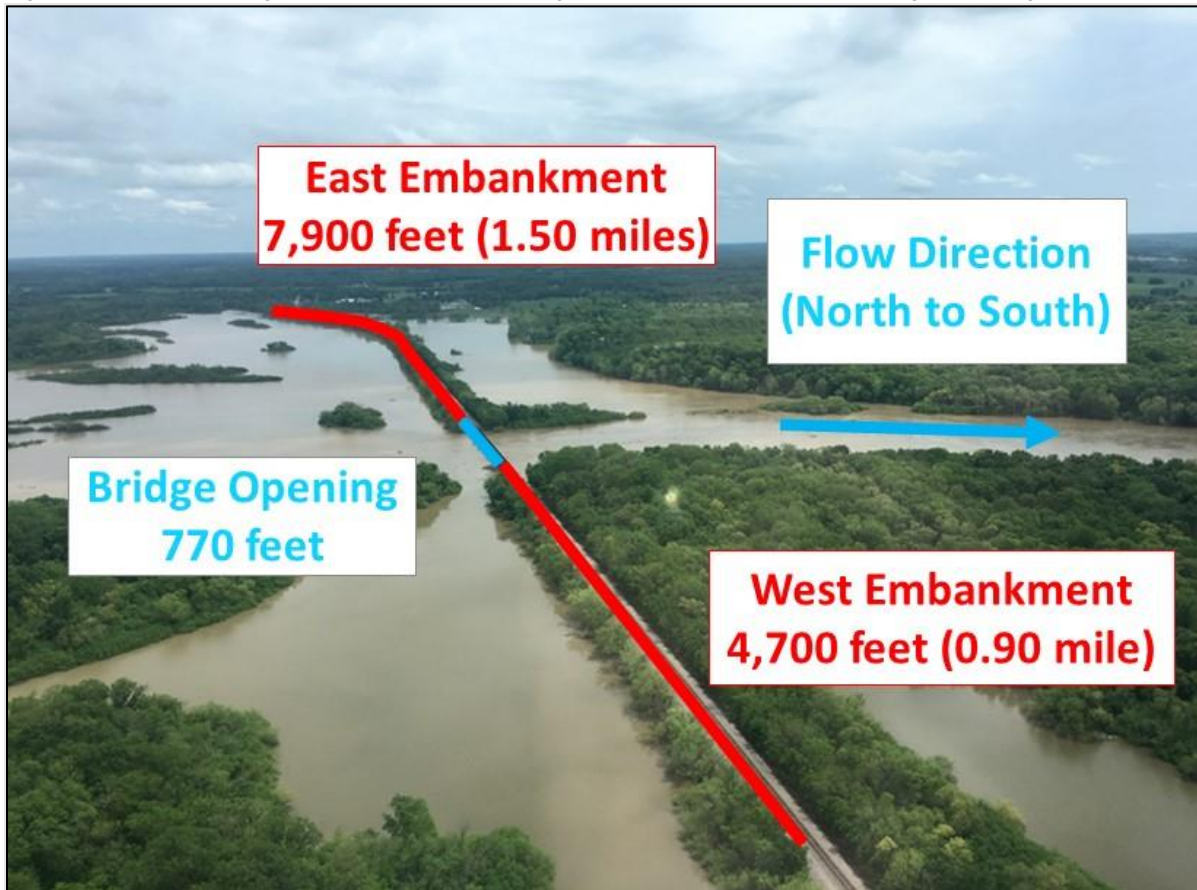 East Embankment
7,900 feet (1.50 miles)
Flow Direction
(North to South)
Bridge Opening
770 feet
West Embankment
4,700 feet (0.90 mile)